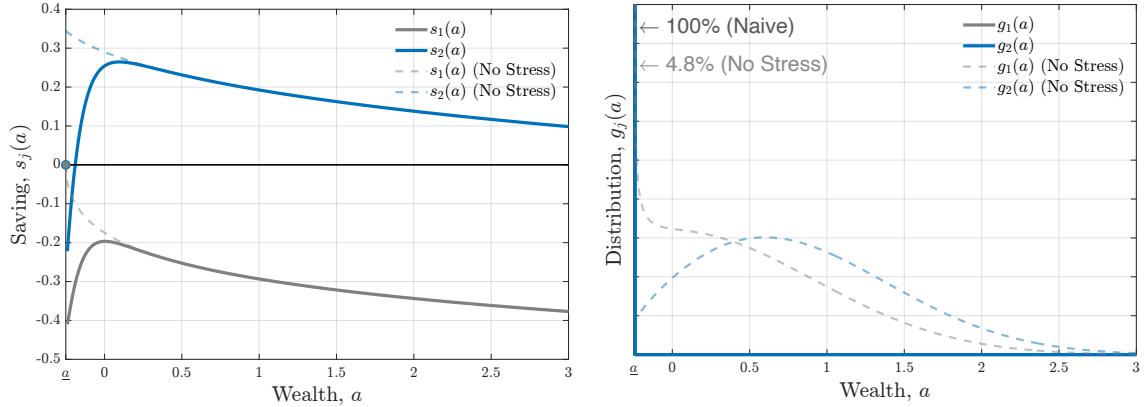 0.4
0.3
0.2
0.1
0
-0.1
-0.2
-0.3
-0.4
-0.5
Saving, s_j(a)
s_1(a)
s_2(a)
s_1(a) (No Stress)
s_2(a) (No Stress)
a 0 0.5 1 1.5 2 2.5 3
Wealth, a
Distribution, g_j(a)
← 100% (Naive)
← 4.8% (No Stress)
g_1(a)
g_2(a)
g_1(a) (No Stress)
g_2(a) (No Stress)
a 0 0.5 1 1.5 2 2.5 3
Wealth, a